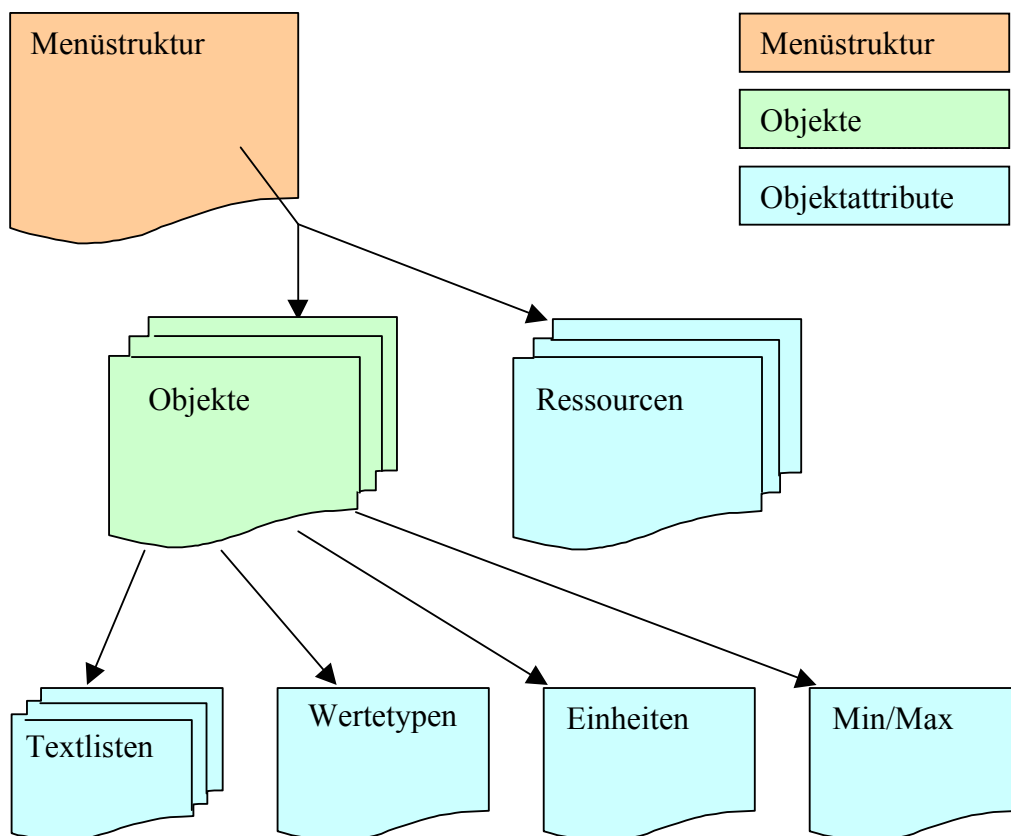 Menüstruktur
Menüstruktur
Objekte
Objektattribute
Objekte
Ressourcen
Textlisten
Wertetypen
Einheiten
Min/Max